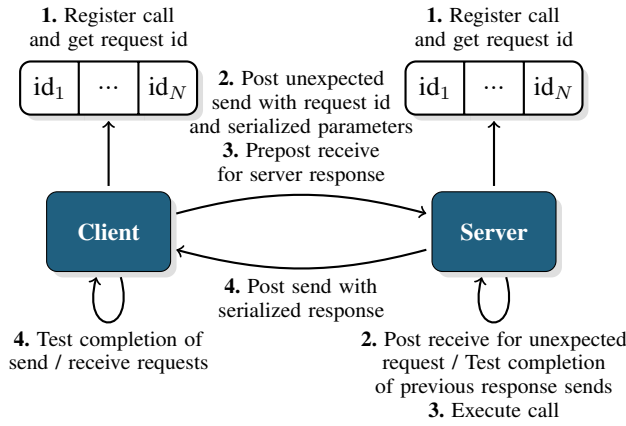 1. Register call
and get request id
id1 ... idN
1. Register call
and get request id
id1 ... idN
2. Post unexpected
send with request id
and serialized parameters
3. Prepost receive
for server response
Client
Server
4. Post send with
serialized response
4. Test completion of
send / receive requests
2. Post receive for unexpected
request / Test completion
of previous response sends
3. Execute call